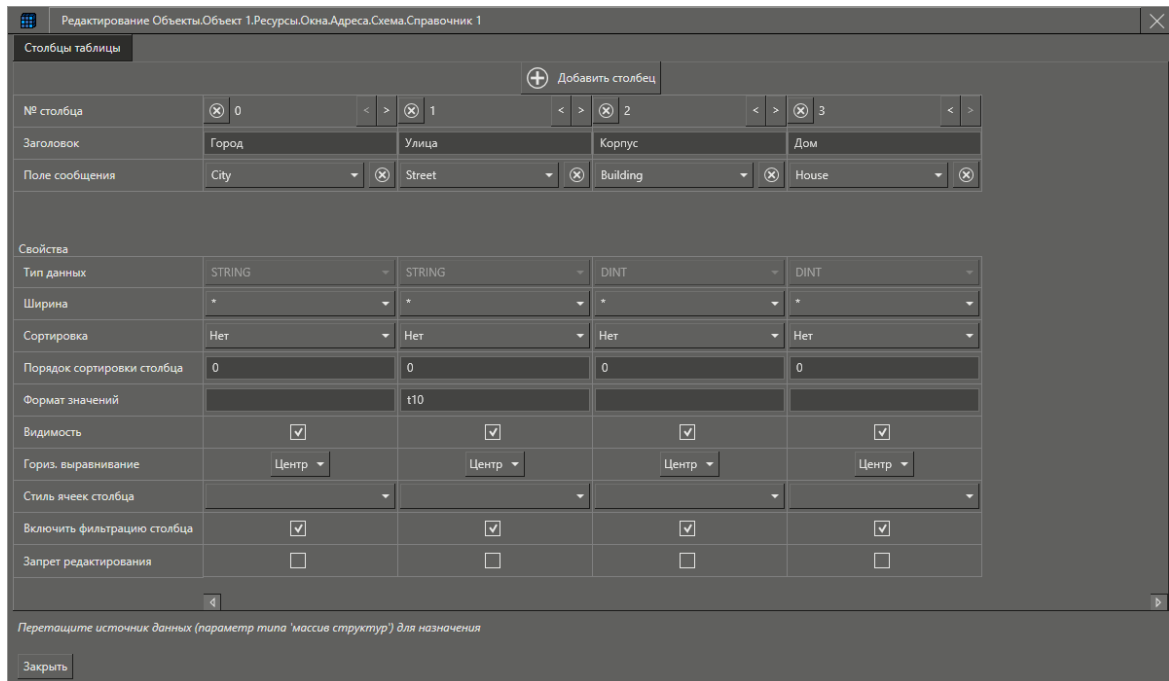 Редактирование Объекты.Объект 1.Ресурсы.Окна.Адреса.Схема.Справочник 1
Столбцы таблицы
Добавить столбец
№ столбца 0 < > 1 < > 2 < > 3 < >
Заголовок Город Улица Корпус Дом
Поле сообщения City Street Building House
Свойства
Тип данных STRING STRING DINT DINT
Ширина * * * *
Сортировка Нет Нет Нет Нет
Порядок сортировки столбца 0 0 0 0
Формат значений t10
Видимость
Гориз. выравнивание Центр Центр Центр Центр
Стиль ячеек столбца
Включить фильтрацию столбца
Запрет редактирования
Перетащите источник данных (параметр типа 'массив структур') для назначения
Закрыть